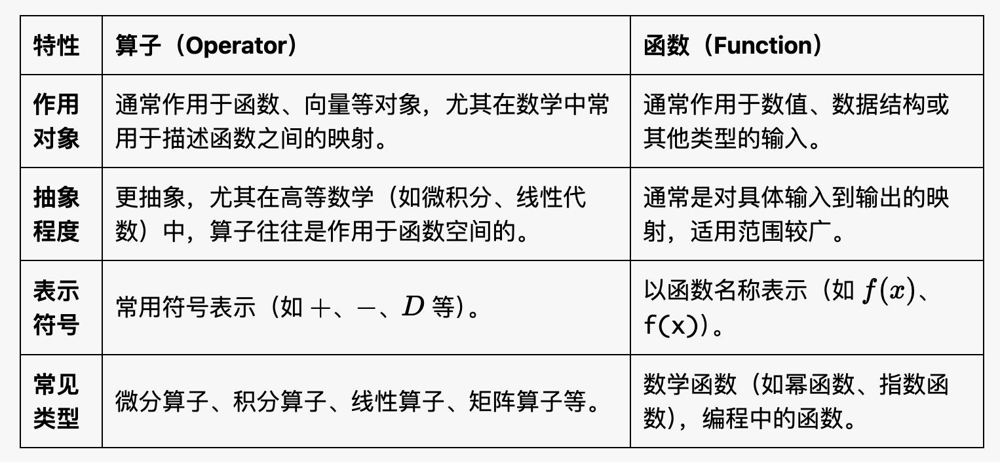 特性
算子（Operator）
函数（Function）
作用
对象
通常作用于函数、向量等对象，尤其在数学中常
用于描述函数之间的映射。
通常作用于数值、数据结构或
其他类型的输入。
抽象
程度
更抽象，尤其在高等数学（如微积分、线性代
数）中，算子往往是作用于函数空间的。
通常是对具体输入到输出的映
射，适用范围较广。
表示
符号
常用符号表示（如 +、−、D 等）。
以函数名称表示（如 f(x)、
f(x)）。
常见
类型
微分算子、积分算子、线性算子、矩阵算子等。
数学函数（如幂函数、指数函
数），编程中的函数。